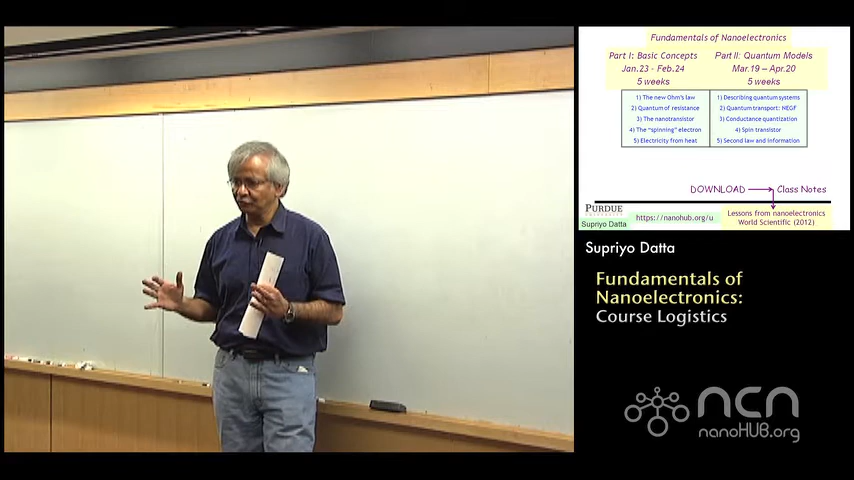 Fundamentals of Nanoelectronics
Part I: Basic Concepts
Jan.23 - Feb.24
5 weeks
Part II: Quantum Models
Mar.19 – Apr.20
5 weeks
1) The new Ohm's law
2) Quantum of resistance
3) The nanotransistor
4) The "spinning" electron
5) Electricity from heat
1) Describing quantum systems
2) Quantum transport: NEGF
3) Conductance quantization
4) Spin transistor
5) Second law and information
DOWNLOAD
Class Notes
PURDUE
Supriyo Datta
https://nanohub.org/u
Lessons from nanoelectronics
World Scientific (2012)
Supriyo Datta
Fundamentals of
Nanoelectronics:
Course Logistics
ncn
nanoHUB.org